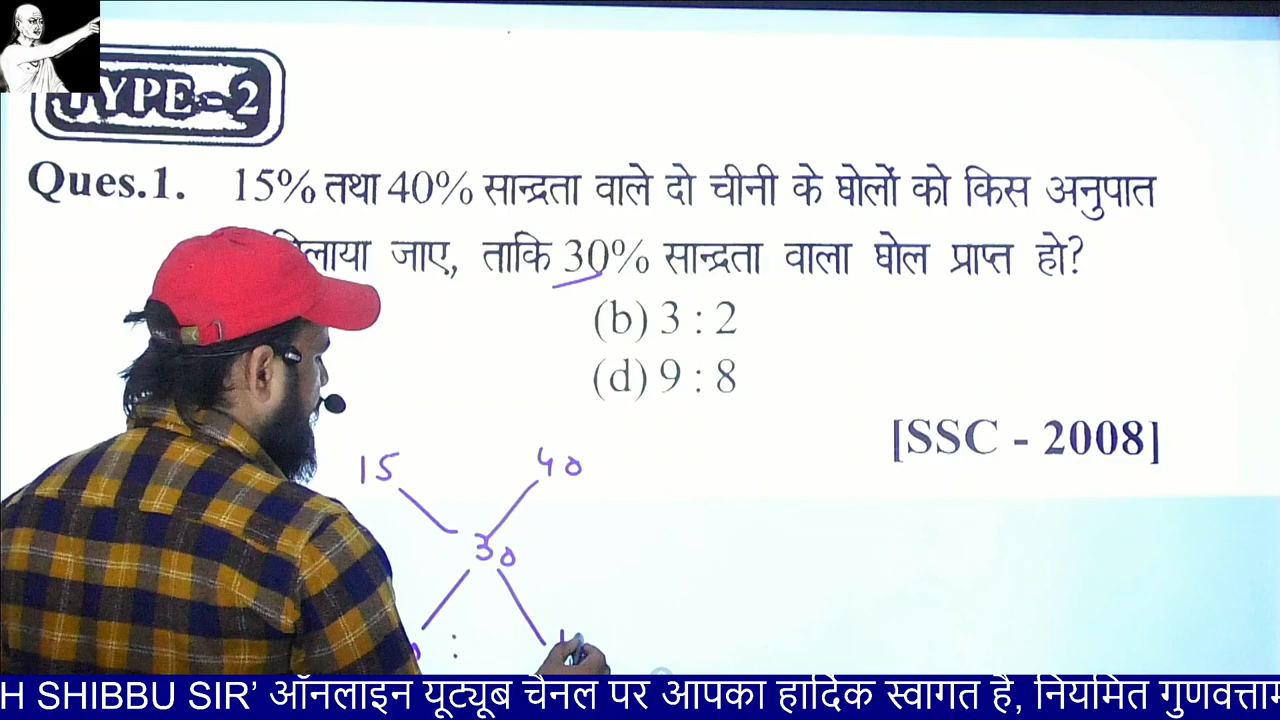 TYPE-2
Ques.1. 15% तथा 40% सान्द्रता वाले दो चीनी के घोलों को किस अनुपात
जाए, ताकि 30% सान्द्रता वाला घोल प्राप्त हो?
(b) 3 : 2
(d) 9 : 8
[SSC - 2008]
15 40
30
:
H SHIBBU SIR’ ऑनलाइन यूट्यूब चैनल पर आपका हार्दिक स्वागत है, नियमित